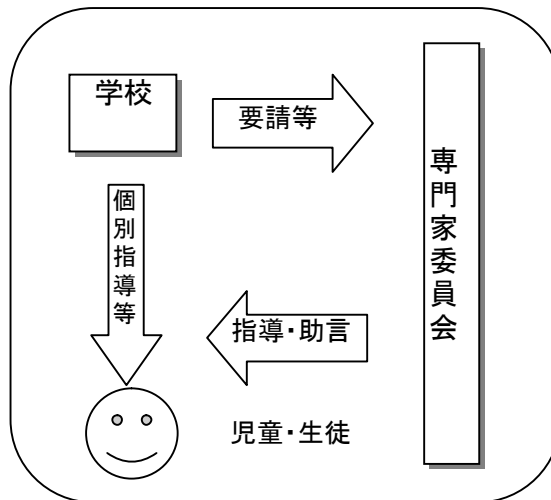 学校
要請等
専門家委員会
個別指導等
指導・助言
児童・生徒